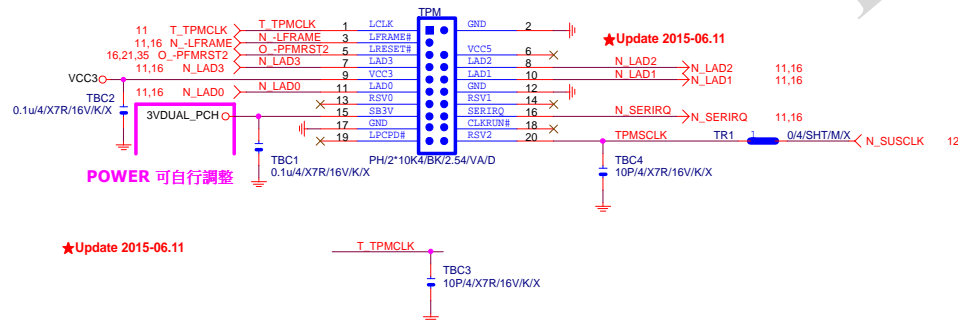 TPM
11 T_TPMCLK T_TPMCLK 1 LCLK GND 2
11,16 N_-LFRAME N_-LFRAME 3 LFRAME#
★Update 2015-06.11
16,21,35 O_-PFMRST2 O_-PFMRST2 5 LRESET# VCC5 6
11,16 N_LAD3 N_LAD3 7 LAD3 LAD2 8 N_LAD2 N_LAD2 11,16
VCC3 9 VCC3 LAD1 10 N_LAD1 N_LAD1 11,16
11,16 N_LAD0 N_LAD0 11 LAD0 GND 12
TBC2
0.1u/4/X7R/16V/K/X
13 RSV0 RSV1 14
3VDUAL_PCH 15 SB3V SERIRQ 16 N_SERIRQ N_SERIRQ 11,16
17 GND CLKRUN# 18
19 LPCPD# RSV2 20 TPMSCLK TR1 1 0/4/SHT/M/X N_SUSCLK 12
PH/2*10K4/BK/2.54/VA/D
TBC1
0.1u/4/X7R/16V/K/X
TBC4
10P/4/X7R/16V/K/X
POWER 可自行調整
★Update 2015-06.11
T_TPMCLK
TBC3
10P/4/X7R/16V/K/X